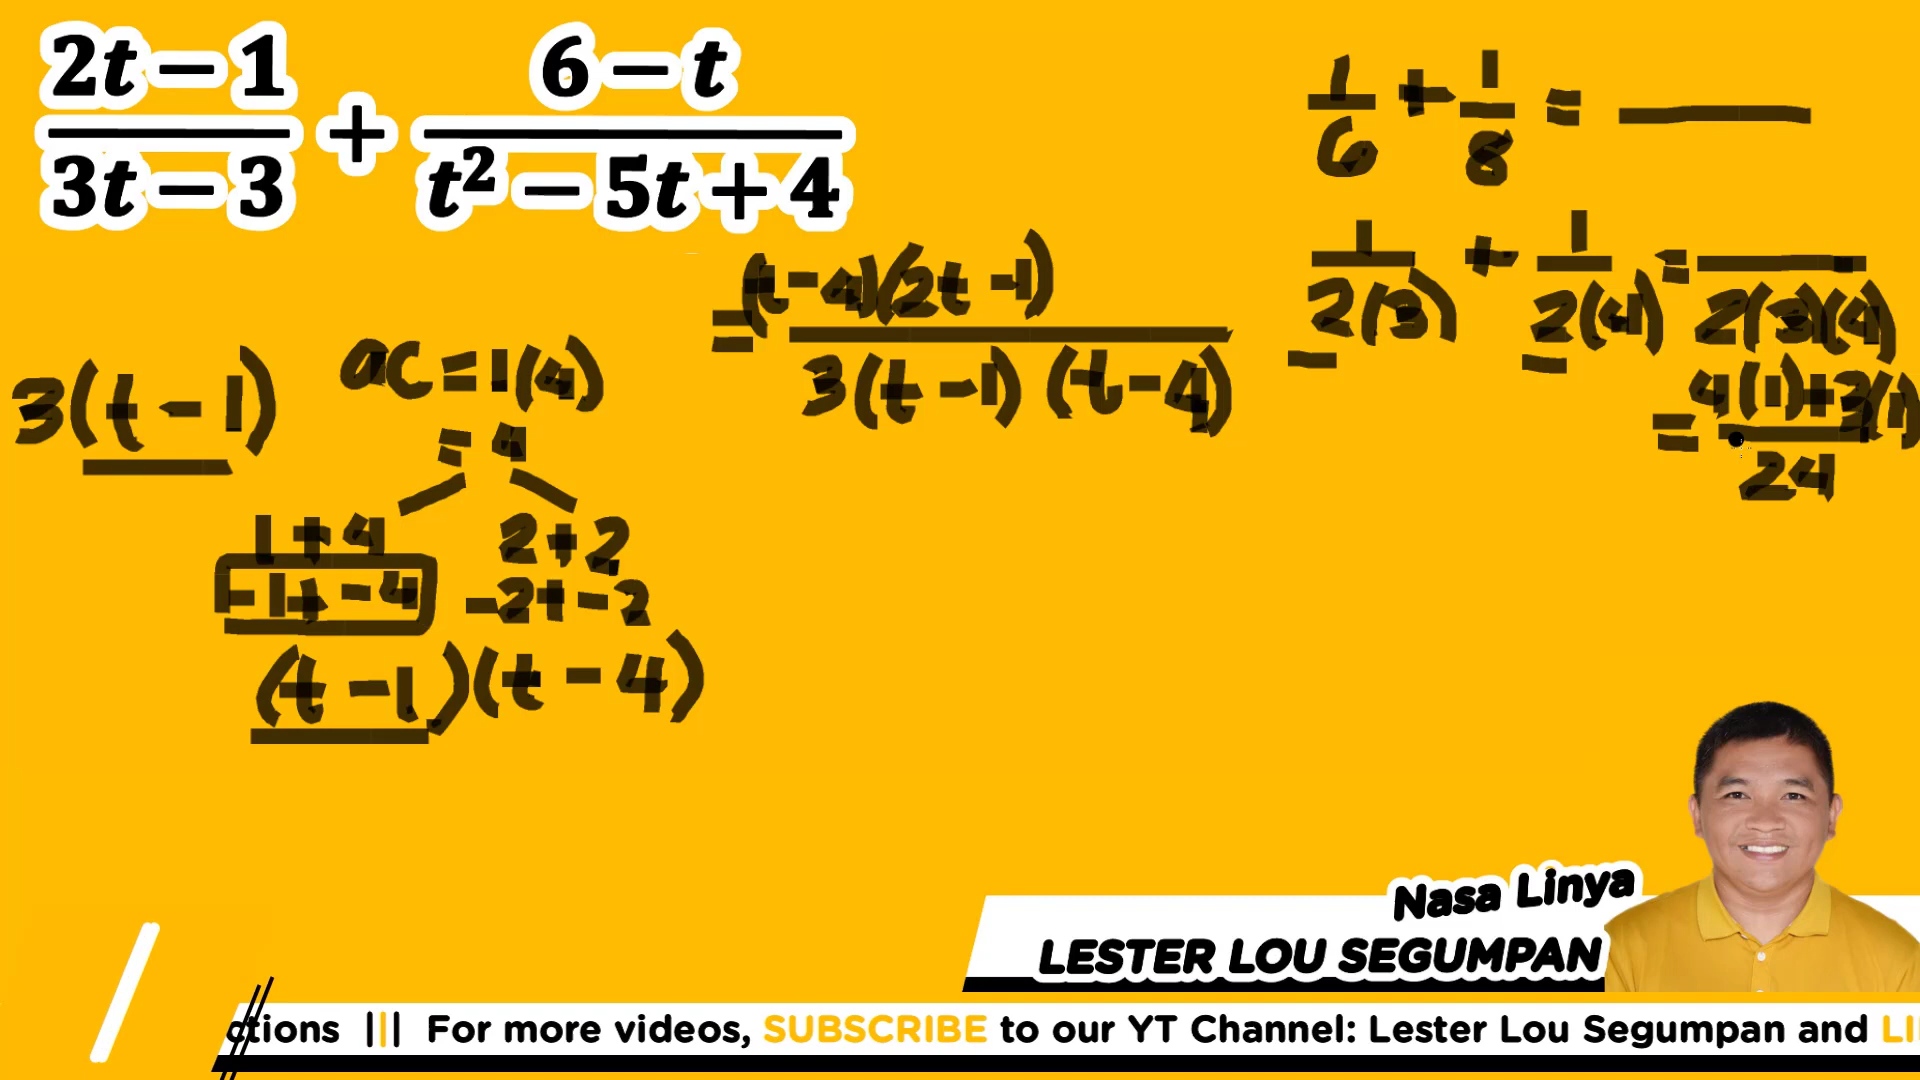 2t − 1 / 3t − 3 + 6 − t / t² − 5t + 4
1/6 + 1/8 = ___
1/2(3) + 1/2(4) = ___/2(3)(4)
= 4(1)+3(1)/24
= (t−4)(2t−1)/3(t−1)(t−4)
3(t−1)
ac = 1(4)
= 4
1+4 2+2
-1+-4 -2+-2
(t−1)(t−4)
Nasa Linya
LESTER LOU SEGUMPAN
ctions ||| For more videos, SUBSCRIBE to our YT Channel: Lester Lou Segumpan and LI